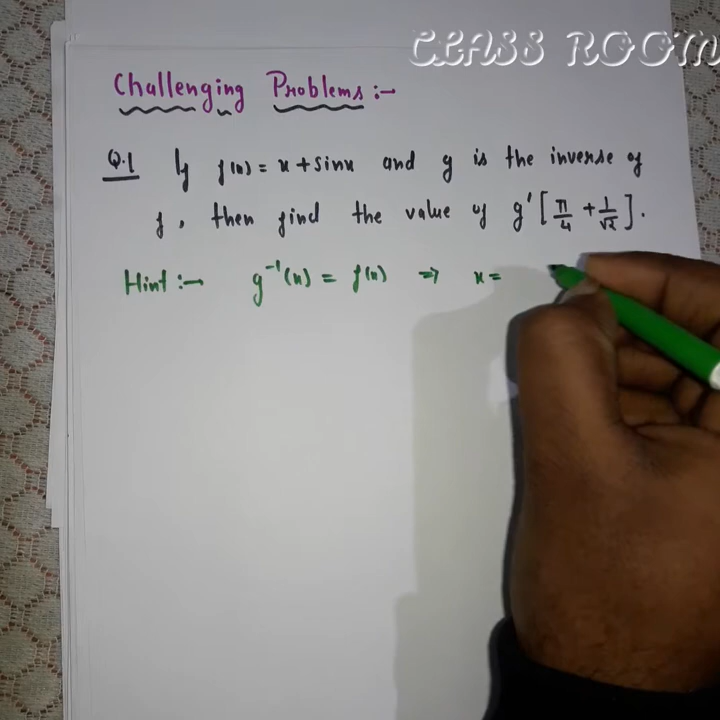 CLASS ROOM
Challenging Problems :-
Q.1 If f(x) = x + sinx and g is the inverse of
f, then find the value of g' [π/4 + 1/√2].
Hint :- g⁻¹(x) = f(x) ⇒ x =